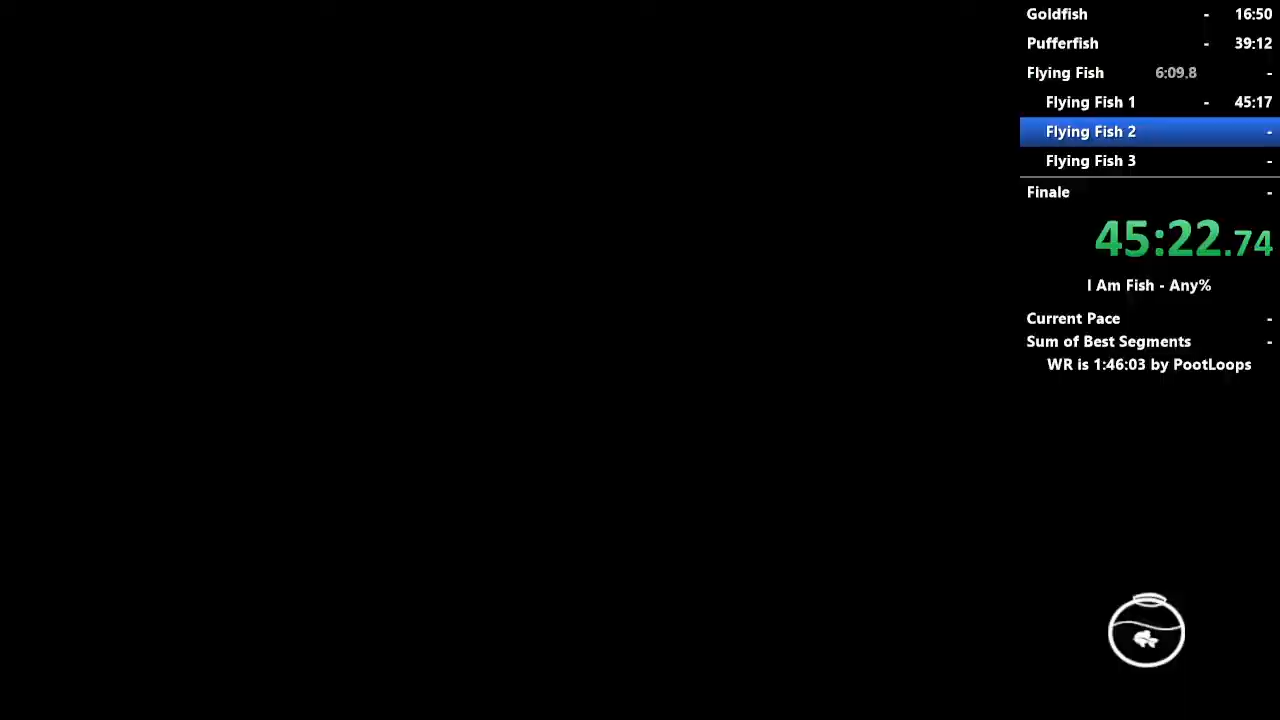 Goldfish - 16:50
Pufferfish - 39:12
Flying Fish 6:09.8 -
Flying Fish 1 - 45:17
Flying Fish 2 -
Flying Fish 3 -
Finale -
45:22.74
I Am Fish - Any%
Current Pace -
Sum of Best Segments -
WR is 1:46:03 by PootLoops